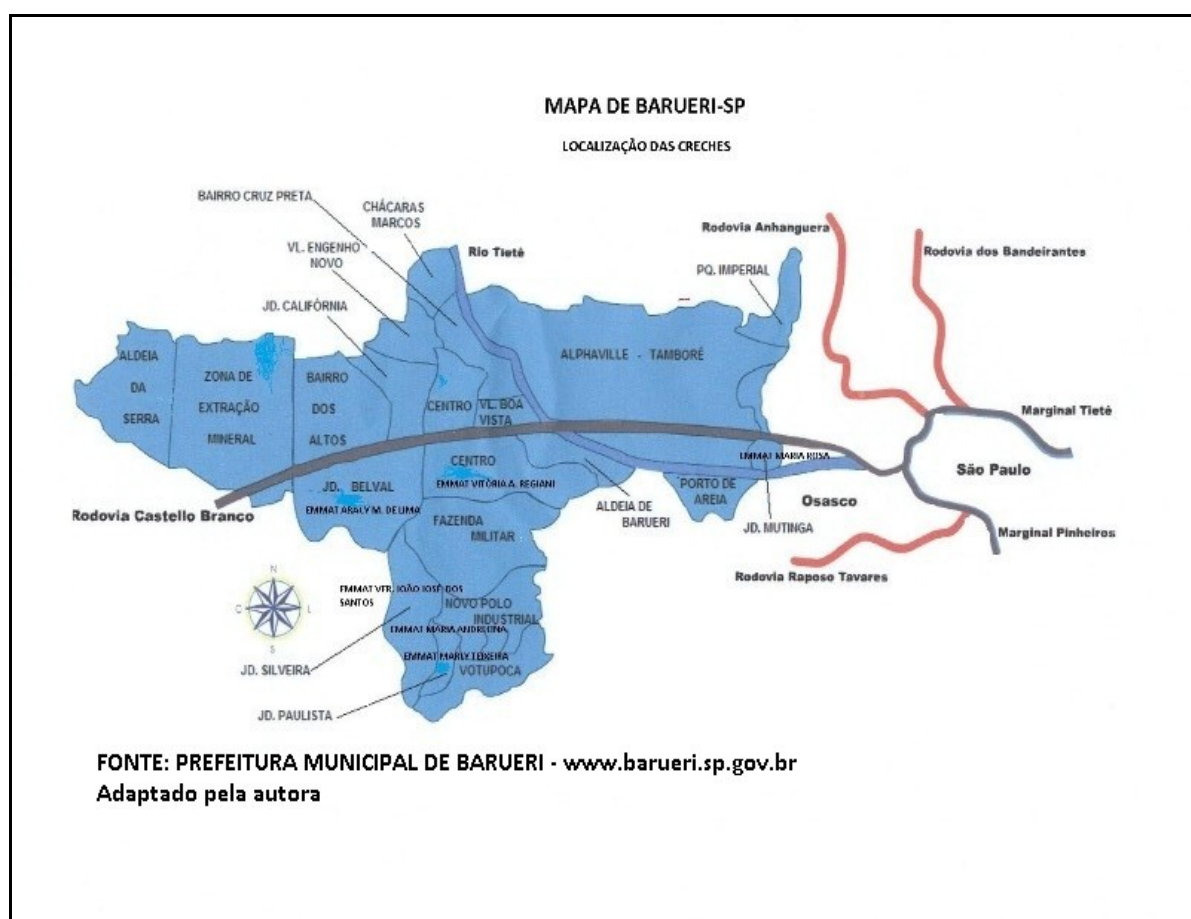 MAPA DE BARUERI-SP
LOCALIZAÇÃO DAS CRECHES
BAIRRO CRUZ PRETA
CHÁCARAS
MARCOS
VL. ENGENHO
NOVO
Rio Tietê
Rodovia Anhanguera
Rodovia dos Bandeirantes
PQ. IMPERIAL
JD. CALIFÓRNIA
ALDEIA
DA
SERRA
ZONA DE
EXTRAÇÃO
MINERAL
BAIRRO
DOS
ALTOS
CENTRO
VL. BOA
VISTA
ALPHAVILLE - TAMBORÉ
Marginal Tietê
São Paulo
EMMAT MARIA ROSA
CENTRO
EMMAT VITÓRIA A. REGIANI
JD. BELVAL
EMMAT ARACY M. DE LIMA
Rodovia Castello Branco
ALDEIA DE
BARUERI
PORTO DE
AREIA
Osasco
JD. MUTINGA
Marginal Pinheiros
Rodovia Raposo Tavares
FAZENDA
MILITAR
N
C
L
S
EMMAT VER. JOÃO JOSÉ DOS
SANTOS
NOVO POLO
INDUSTRIAL
EMMAT MARIA ANDRELINA
EMMAT MARLY TEIXEIRA
VOTUPOCA
JD. SILVEIRA
JD. PAULISTA
FONTE: PREFEITURA MUNICIPAL DE BARUERI - www.barueri.sp.gov.br
Adaptado pela autora